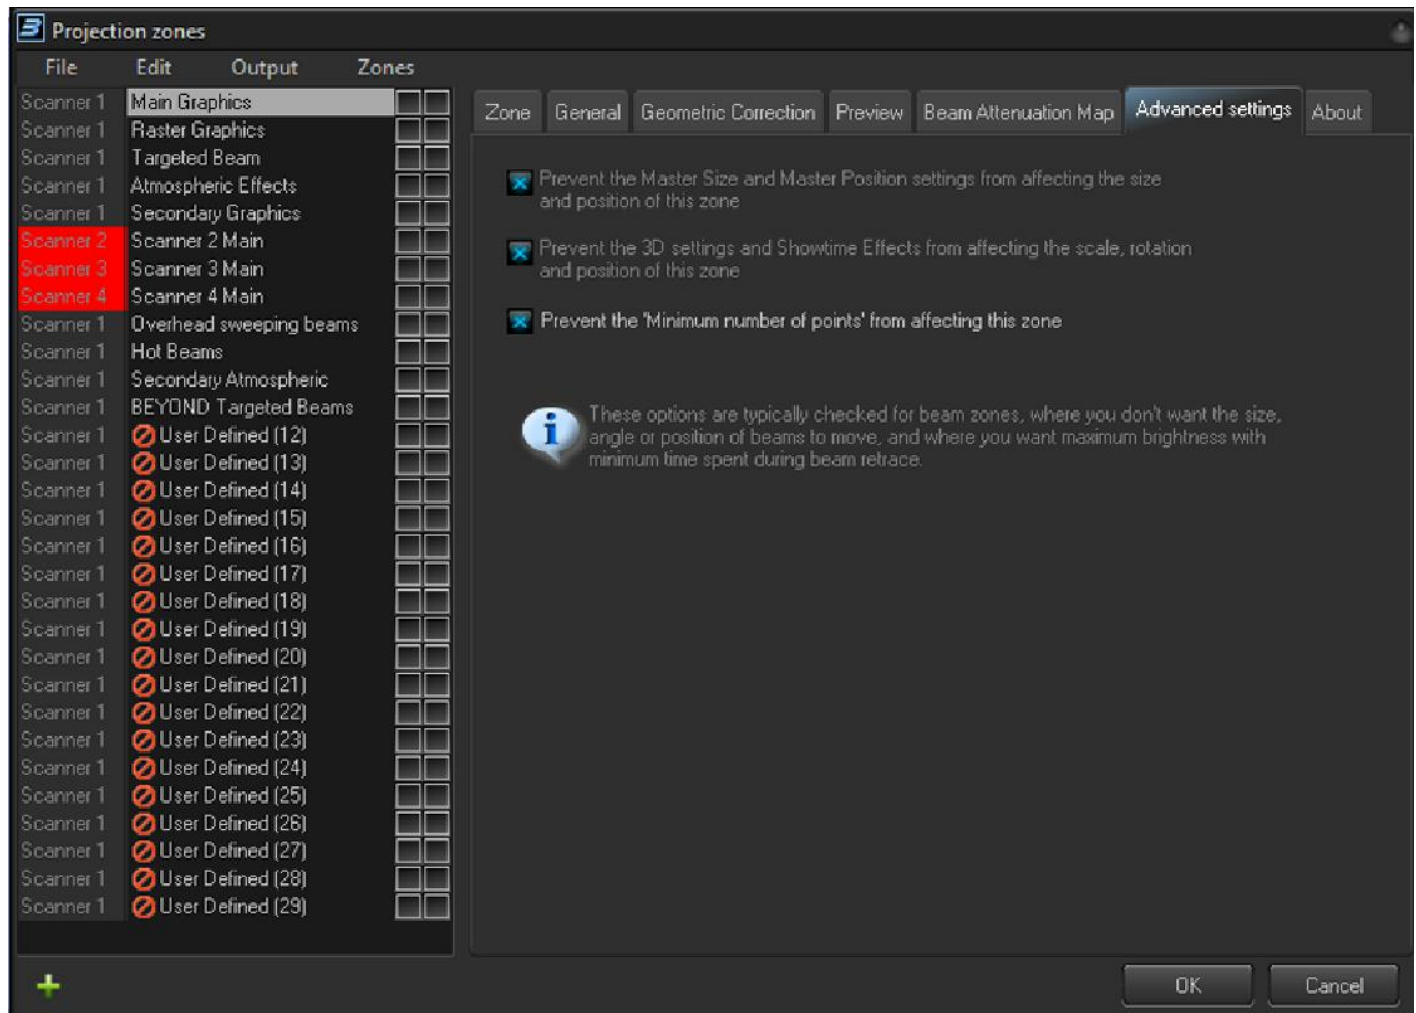 Projection zones
File Edit Output Zones
Zone General Geometric Correction Preview Beam Attenuation Map Advanced settings About
Scanner 1 Main Graphics
Scanner 1 Raster Graphics
Scanner 1 Targeted Beam
Scanner 1 Atmospheric Effects
Scanner 1 Secondary Graphics
Scanner 2 Scanner 2 Main
Scanner 3 Scanner 3 Main
Scanner 4 Scanner 4 Main
Scanner 1 Overhead sweeping beams
Scanner 1 Hot Beams
Scanner 1 Secondary Atmospheric
Scanner 1 BEYOND Targeted Beams
Scanner 1 User Defined (12)
Scanner 1 User Defined (13)
Scanner 1 User Defined (14)
Scanner 1 User Defined (15)
Scanner 1 User Defined (16)
Scanner 1 User Defined (17)
Scanner 1 User Defined (18)
Scanner 1 User Defined (19)
Scanner 1 User Defined (20)
Scanner 1 User Defined (21)
Scanner 1 User Defined (22)
Scanner 1 User Defined (23)
Scanner 1 User Defined (24)
Scanner 1 User Defined (25)
Scanner 1 User Defined (26)
Scanner 1 User Defined (27)
Scanner 1 User Defined (28)
Scanner 1 User Defined (29)
Prevent the Master Size and Master Position settings from affecting the size
and position of this zone
Prevent the 3D settings and Showtime Effects from affecting the scale, rotation
and position of this zone
Prevent the 'Minimum number of points' from affecting this zone
These options are typically checked for beam zones, where you don't want the size,
angle or position of beams to move, and where you want maximum brightness with
minimum time spent during beam retrace.
OK Cancel